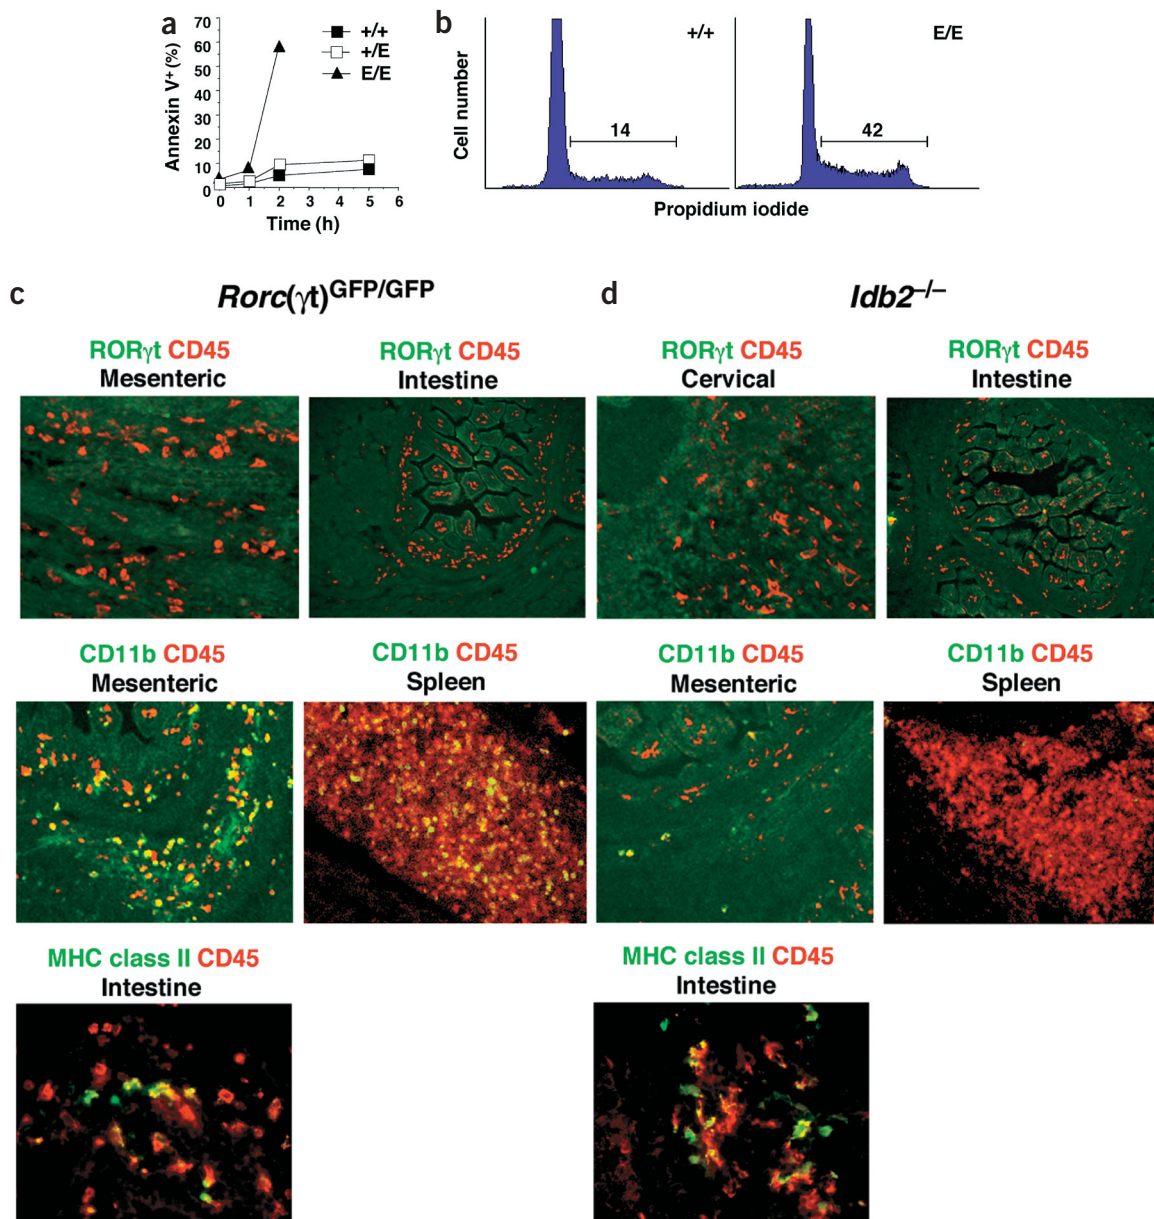 a
Annexin V+ (%)
70
60
50
40
30
20
10
0
0 1 2 3 4 5 6
Time (h)
+/+
+/E
E/E
b
Cell number
+/+
14
E/E
42
Propidium iodide
c
Rorc(γt)GFP/GFP
RORγt CD45
Mesenteric
RORγt CD45
Intestine
CD11b CD45
Mesenteric
CD11b CD45
Spleen
MHC class II CD45
Intestine
d
Idb2–/–
RORγt CD45
Cervical
RORγt CD45
Intestine
CD11b CD45
Mesenteric
CD11b CD45
Spleen
MHC class II CD45
Intestine